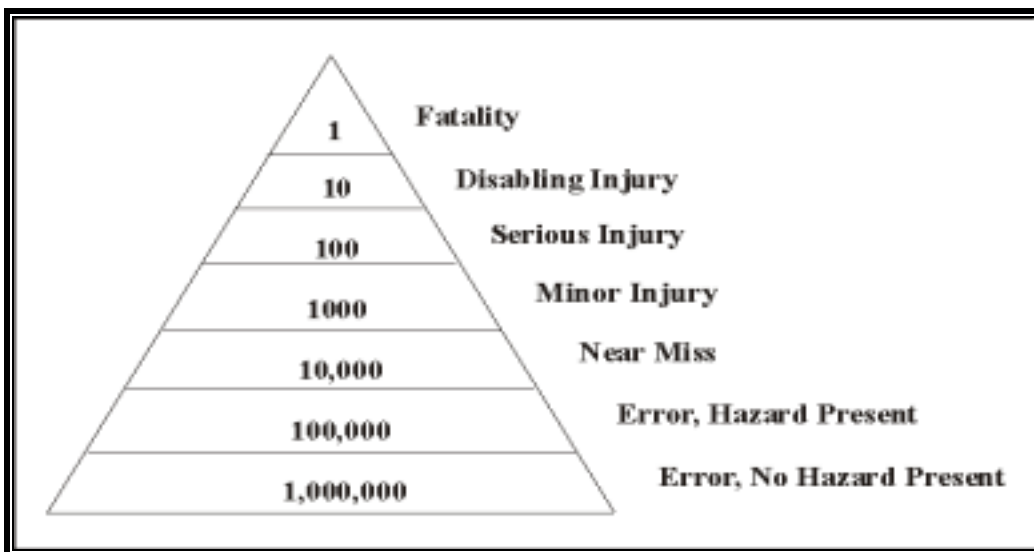 1 Fatality
10 Disabling Injury
100 Serious Injury
1000 Minor Injury
10,000 Near Miss
100,000 Error, Hazard Present
1,000,000 Error, No Hazard Present